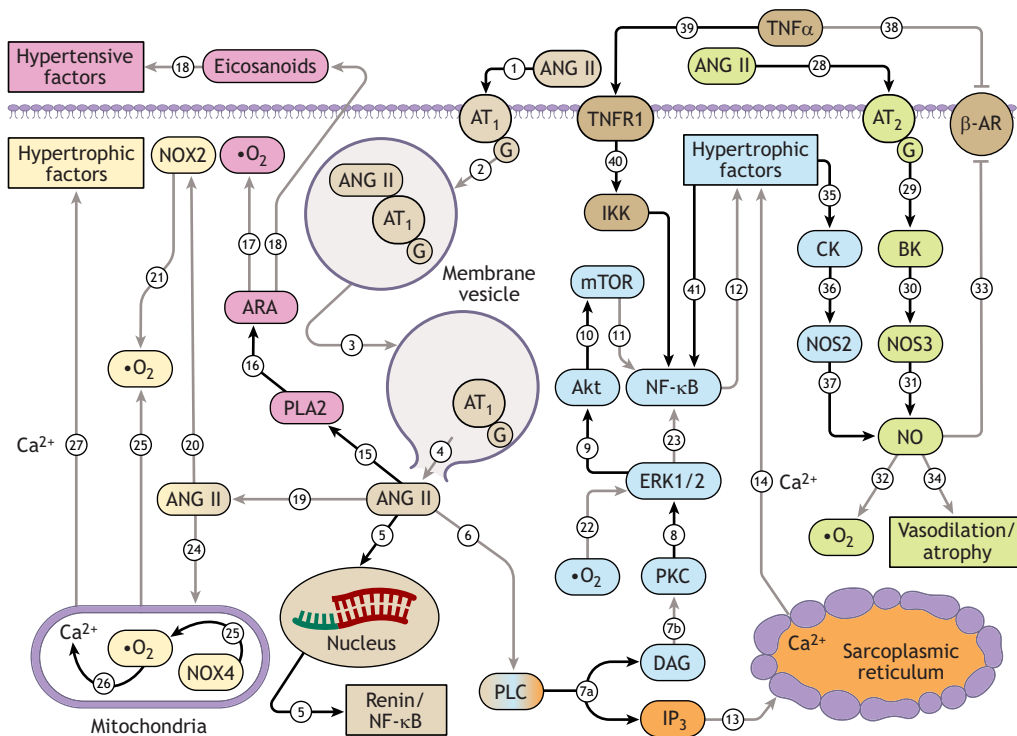 TNFα
39
38
Hypertensive
factors
18
Eicosanoids
1
ANG II
ANG II
28
AT1
G
TNFR1
AT2
G
β-AR
Hypertrophic
factors
NOX2
•O2
2
40
Hypertrophic
factors
ANG II
AT1
G
35
29
IKK
17
18
CK
BK
21
Membrane
vesicle
mTOR
41
12
36
30
33
ARA
3
10
11
NOS2
NOS3
•O2
16
Akt
NF-κB
37
31
PLA2
AT1
G
NO
Ca2+
27
25
20
15
4
9
23
32
34
14
Ca2+
ANG II
19
ANG II
ERK1/2
•O2
Vasodilation/
atrophy
24
5
6
22
8
•O2
PKC
Nucleus
7b
Ca2+
•O2
25
26
NOX4
Ca2+
Sarcoplasmic
reticulum
DAG
PLC
7a
Mitochondria
5
Renin/
NF-κB
IP3
13